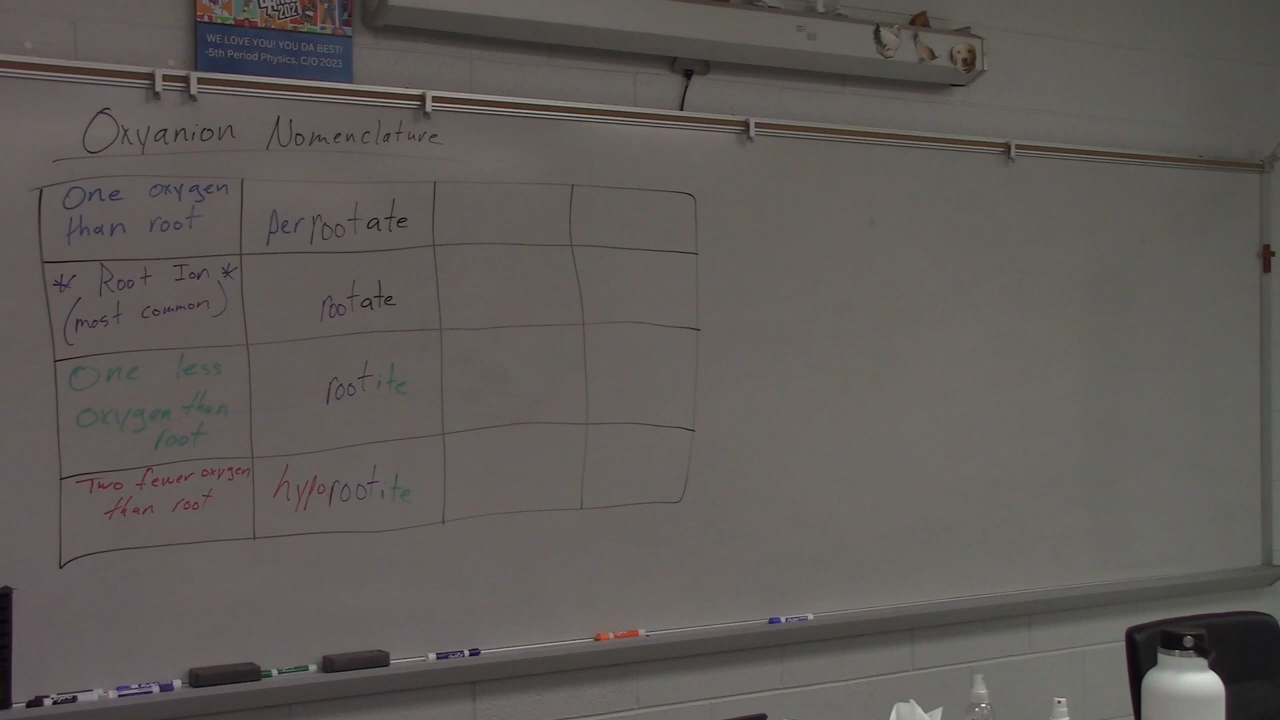 2021
WE LOVE YOU! YOU DA BEST!
-5th Period Physics, C/O 2023
Oxyanion Nomenclature
One oxygen
than root
perrootate
* Root Ion *
(most common)
rootate
One less
oxygen than
root
rootite
Two fewer oxygen
than root
hyporootite